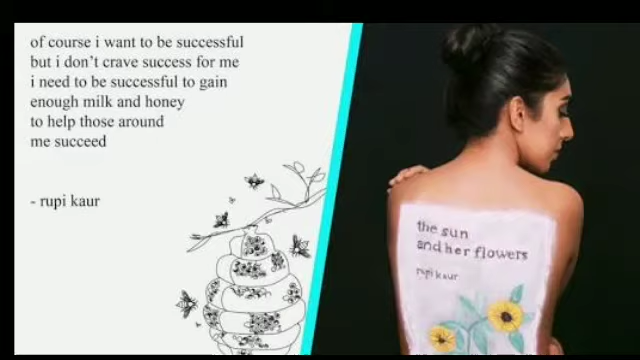 of course i want to be successful
but i don't crave success for me
i need to be successful to gain
enough milk and honey
to help those around
me succeed
- rupi kaur
the sun
and her flowers
rupi kaur